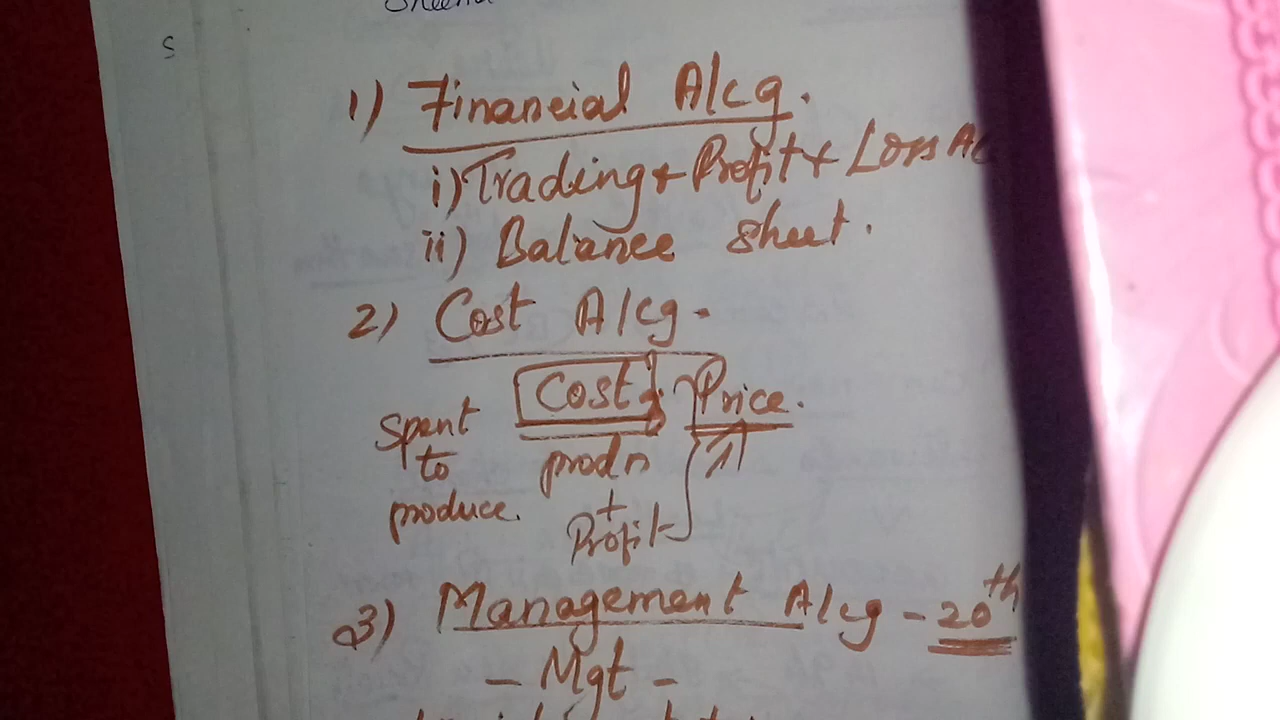 1) Financial A/cg.
i) Trading & Profit & Loss Ac
ii) Balance sheet.
2) Cost A/cg.
Cost & Price.
spent to produce.
prodn
+
Profit
3) Management A/cg - 20th
- Mgt -